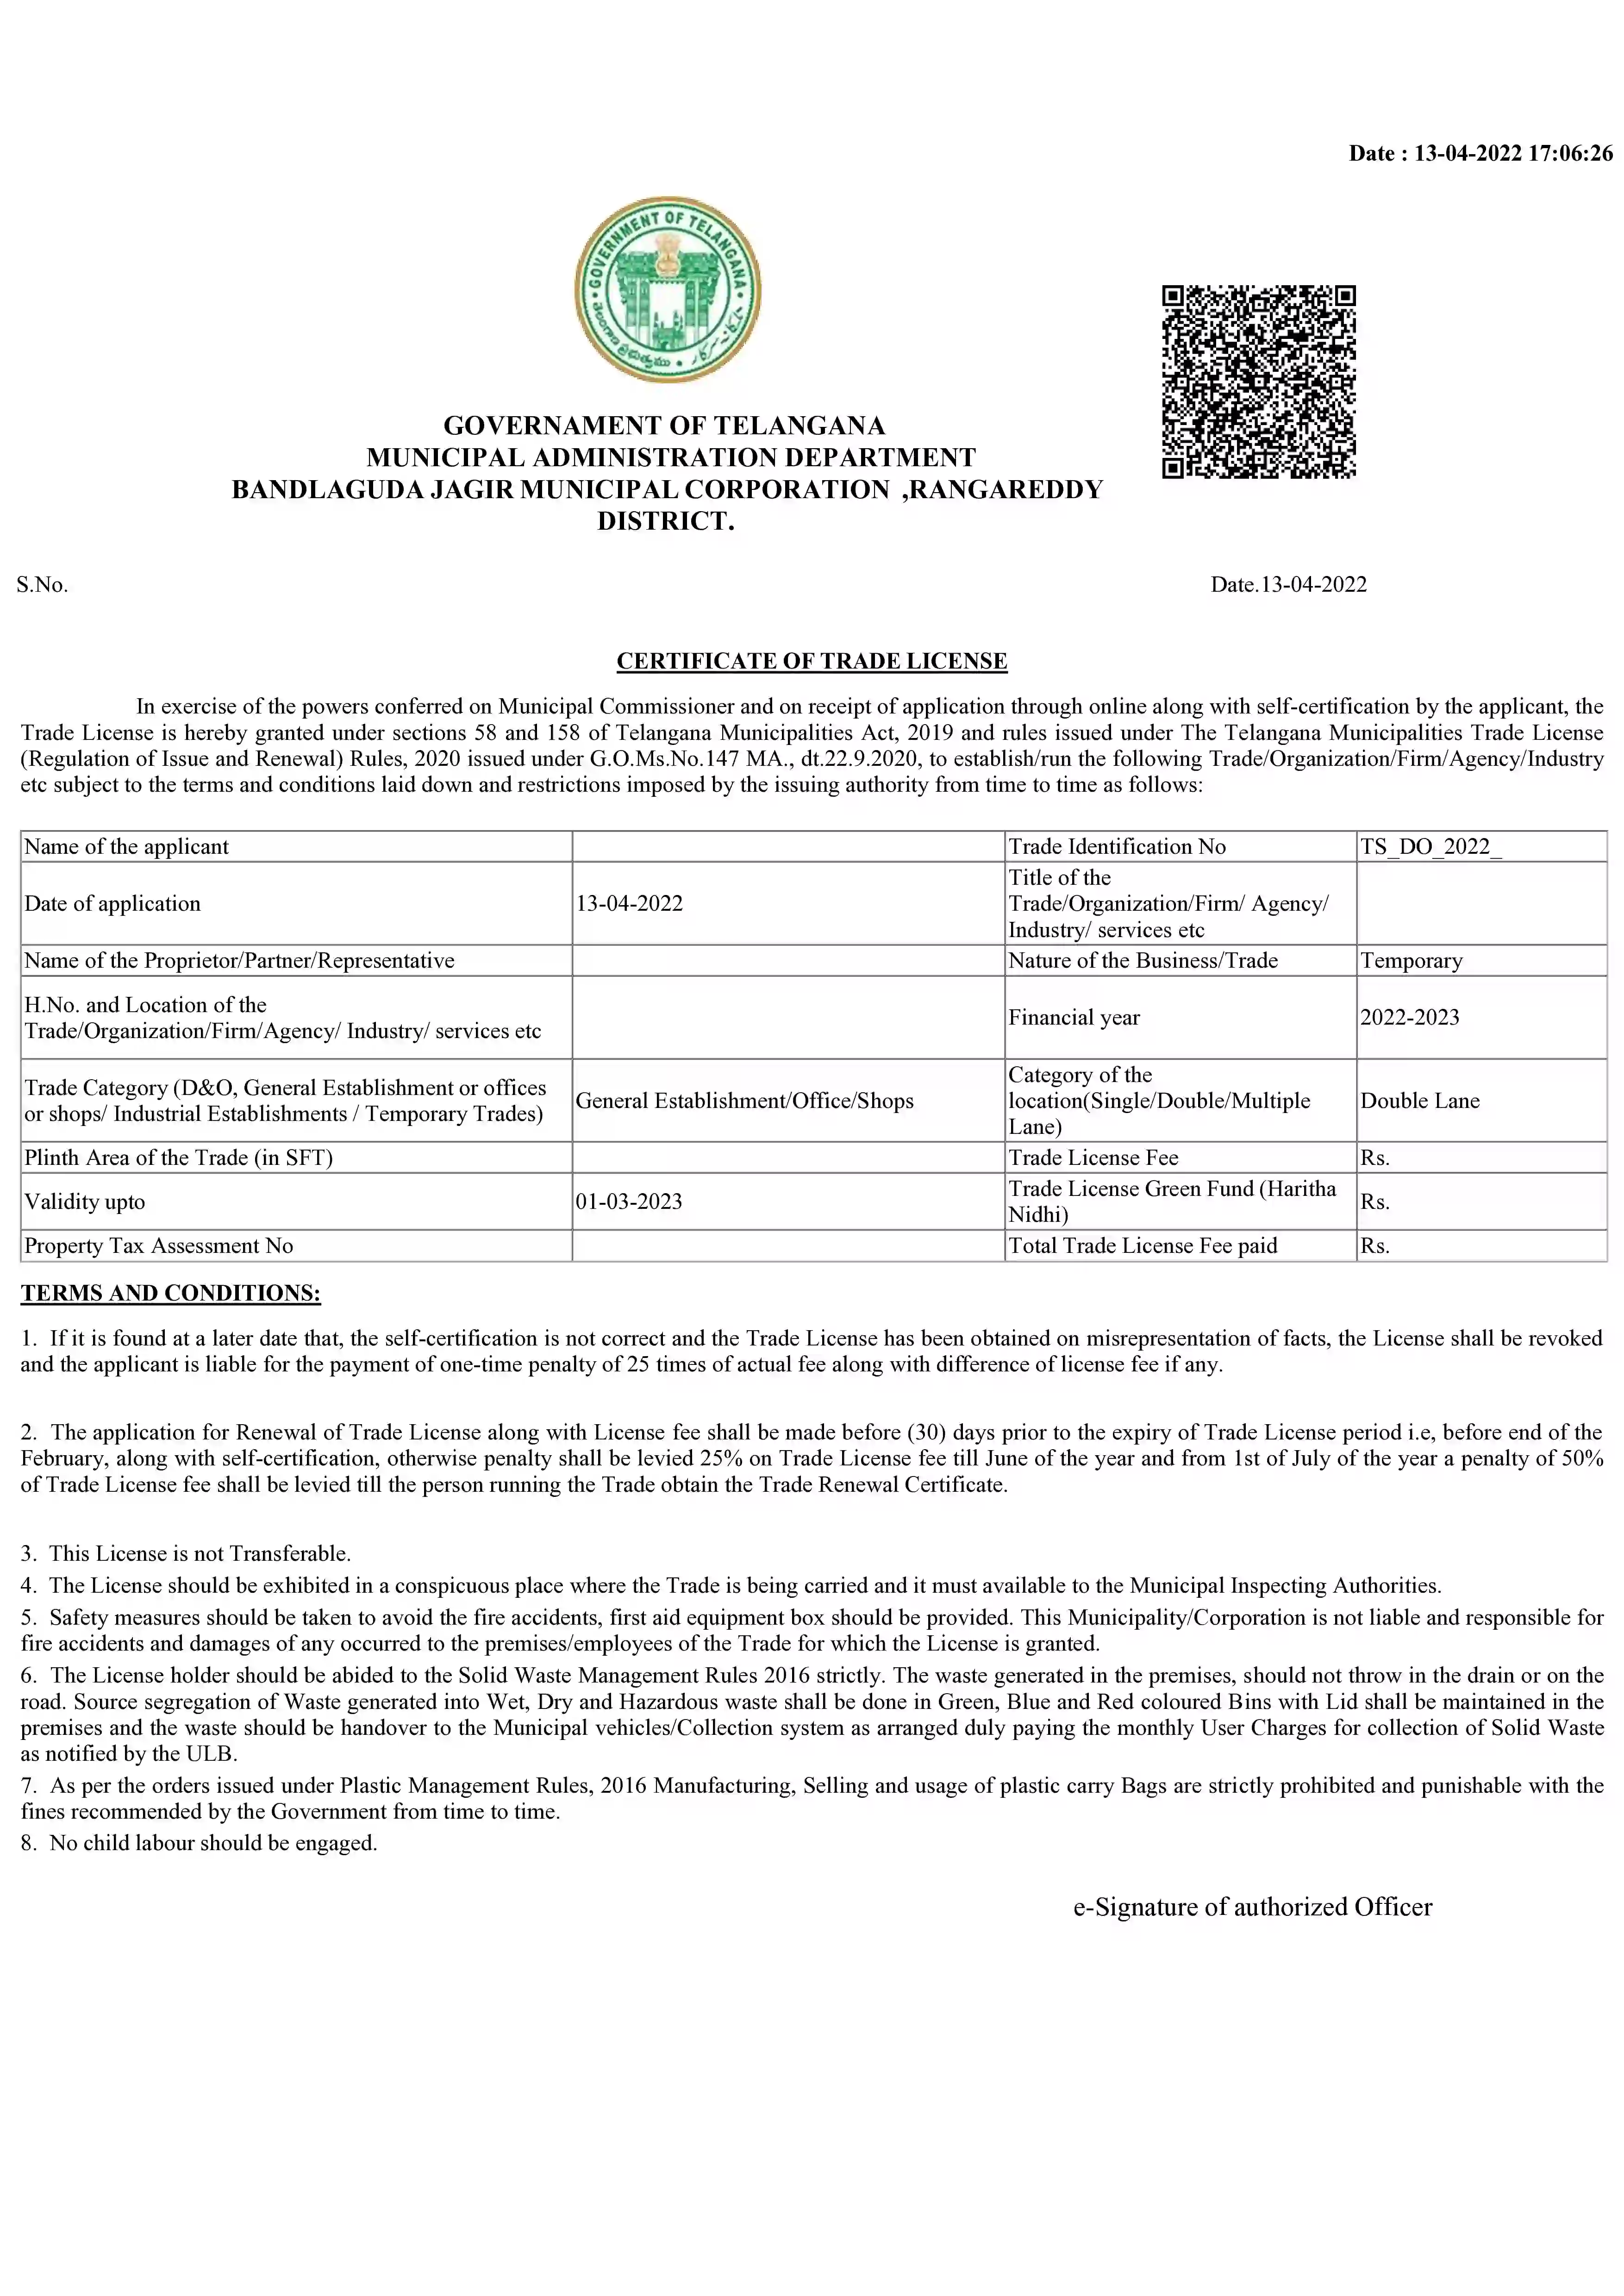 Date : 13-04-2022 17:06:26
GOVERNMENT OF TELANGANA
తెలంగాణ ప్రభుత్వము
GOVERNAMENT OF TELANGANA
MUNICIPAL ADMINISTRATION DEPARTMENT
BANDLAGUDA JAGIR MUNICIPAL CORPORATION ,RANGAREDDY
DISTRICT.
S.No.
Date.13-04-2022
CERTIFICATE OF TRADE LICENSE
In exercise of the powers conferred on Municipal Commissioner and on receipt of application through online along with self-certification by the applicant, the
Trade License is hereby granted under sections 58 and 158 of Telangana Municipalities Act, 2019 and rules issued under The Telangana Municipalities Trade License
(Regulation of Issue and Renewal) Rules, 2020 issued under G.O.Ms.No.147 MA., dt.22.9.2020, to establish/run the following Trade/Organization/Firm/Agency/Industry
etc subject to the terms and conditions laid down and restrictions imposed by the issuing authority from time to time as follows:
Name of the applicant
Trade Identification No
TS_DO_2022_
Date of application
13-04-2022
Title of the
Trade/Organization/Firm/ Agency/
Industry/ services etc
Name of the Proprietor/Partner/Representative
Nature of the Business/Trade
Temporary
H.No. and Location of the
Trade/Organization/Firm/Agency/ Industry/ services etc
Financial year
2022-2023
Trade Category (D&O, General Establishment or offices
or shops/ Industrial Establishments / Temporary Trades)
General Establishment/Office/Shops
Category of the
location(Single/Double/Multiple
Lane)
Double Lane
Plinth Area of the Trade (in SFT)
Trade License Fee
Rs.
Validity upto
01-03-2023
Trade License Green Fund (Haritha
Nidhi)
Rs.
Property Tax Assessment No
Total Trade License Fee paid
Rs.
TERMS AND CONDITIONS:
1. If it is found at a later date that, the self-certification is not correct and the Trade License has been obtained on misrepresentation of facts, the License shall be revoked
and the applicant is liable for the payment of one-time penalty of 25 times of actual fee along with difference of license fee if any.
2. The application for Renewal of Trade License along with License fee shall be made before (30) days prior to the expiry of Trade License period i.e, before end of the
February, along with self-certification, otherwise penalty shall be levied 25% on Trade License fee till June of the year and from 1st of July of the year a penalty of 50%
of Trade License fee shall be levied till the person running the Trade obtain the Trade Renewal Certificate.
3. This License is not Transferable.
4. The License should be exhibited in a conspicuous place where the Trade is being carried and it must available to the Municipal Inspecting Authorities.
5. Safety measures should be taken to avoid the fire accidents, first aid equipment box should be provided. This Municipality/Corporation is not liable and responsible for
fire accidents and damages of any occurred to the premises/employees of the Trade for which the License is granted.
6. The License holder should be abided to the Solid Waste Management Rules 2016 strictly. The waste generated in the premises, should not throw in the drain or on the
road. Source segregation of Waste generated into Wet, Dry and Hazardous waste shall be done in Green, Blue and Red coloured Bins with Lid shall be maintained in the
premises and the waste should be handover to the Municipal vehicles/Collection system as arranged duly paying the monthly User Charges for collection of Solid Waste
as notified by the ULB.
7. As per the orders issued under Plastic Management Rules, 2016 Manufacturing, Selling and usage of plastic carry Bags are strictly prohibited and punishable with the
fines recommended by the Government from time to time.
8. No child labour should be engaged.
e-Signature of authorized Officer